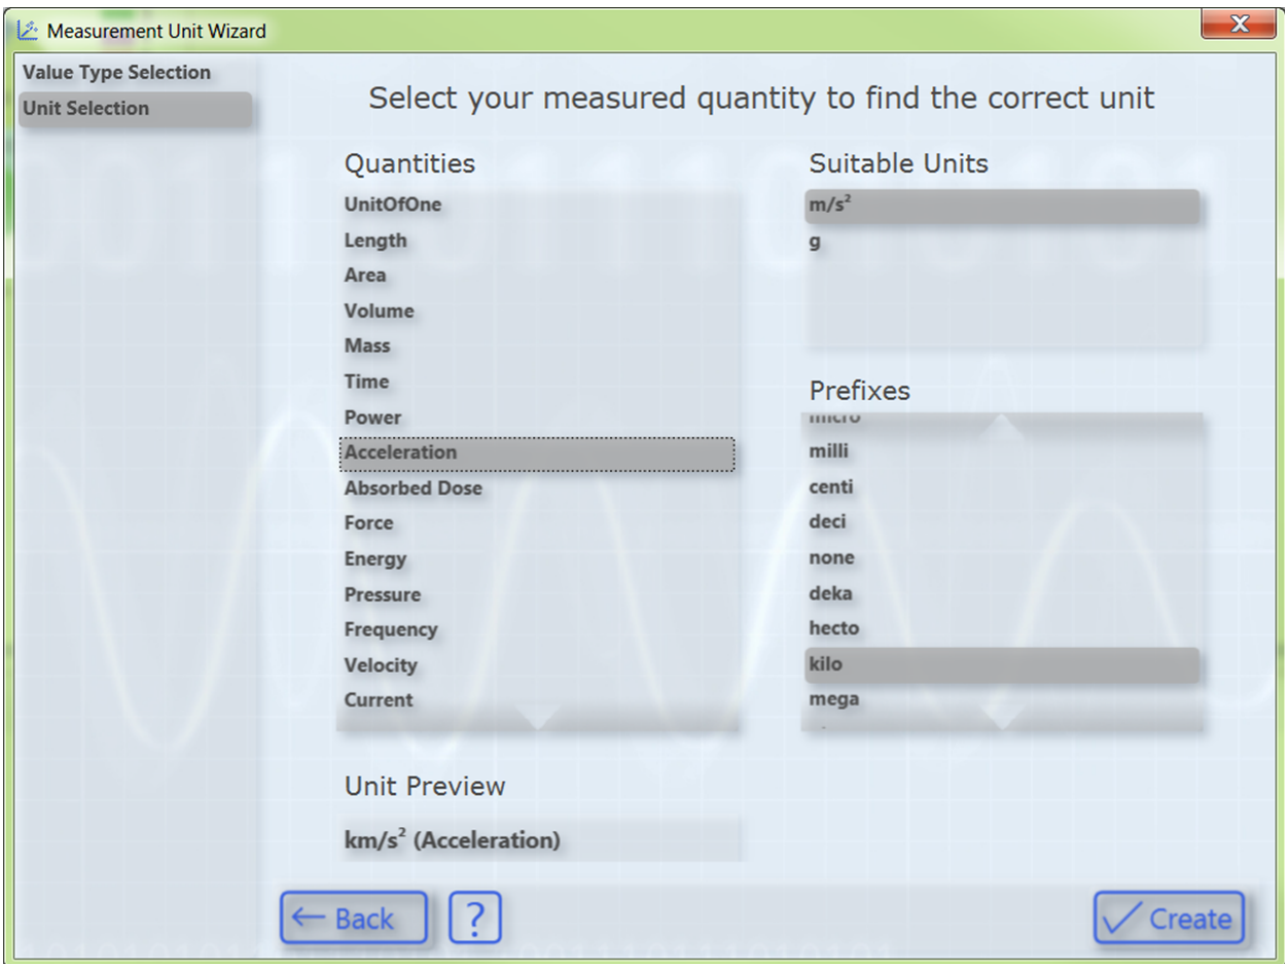 Measurement Unit Wizard
Value Type Selection
Unit Selection
Select your measured quantity to find the correct unit
Quantities
UnitOfOne
Length
Area
Volume
Mass
Time
Power
Acceleration
Absorbed Dose
Force
Energy
Pressure
Frequency
Velocity
Current
Suitable Units
m/s²
g
Prefixes
micro
milli
centi
deci
none
deka
hecto
kilo
mega
Unit Preview
km/s² (Acceleration)
Back
?
Create